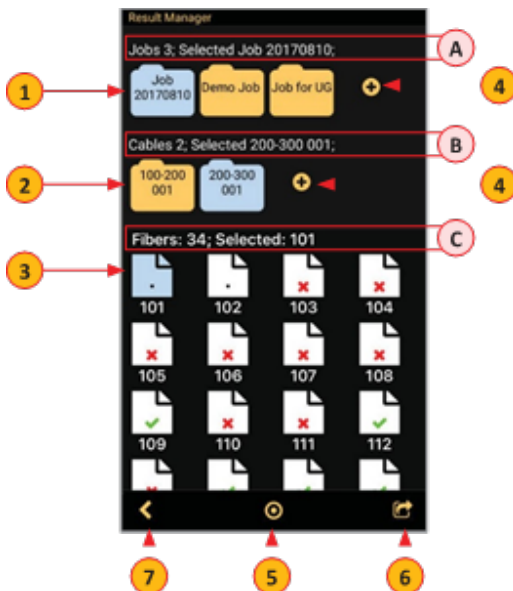 Result Manager
Jobs 3; Selected Job 20170810;
A
Job
20170810
Demo Job
Job for UG
1
4
Cables 2; Selected 200-300 001;
B
100-200
001
200-300
001
2
4
Fibers: 34; Selected: 101
C
3
101 102 103 104
105 106 107 108
109 110 111 112
7 5 6